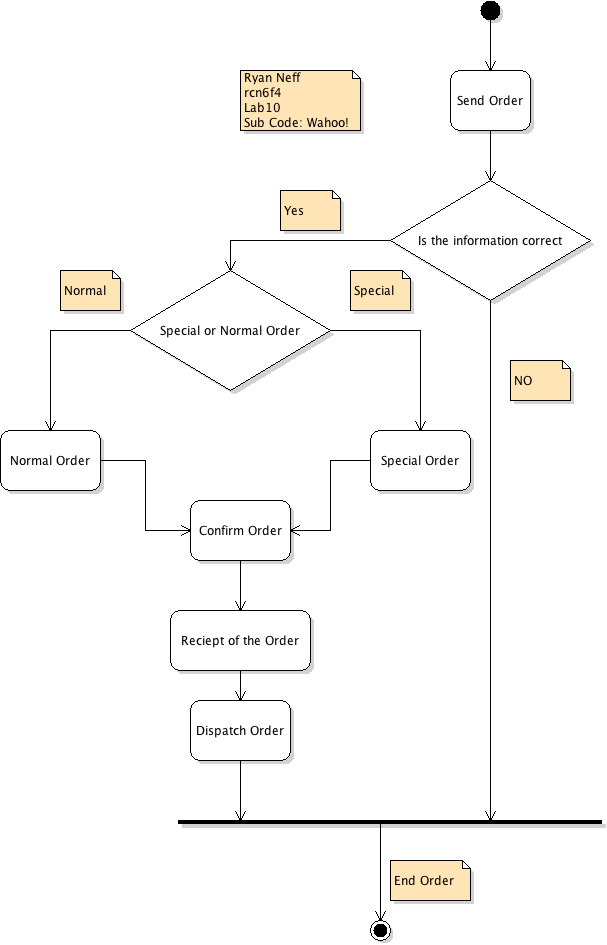 Ryan Neff
rcn6f4
Lab10
Sub Code: Wahoo!
Send Order
Yes
Is the information correct
Normal
Special
Special or Normal Order
NO
Normal Order
Special Order
Confirm Order
Reciept of the Order
Dispatch Order
End Order